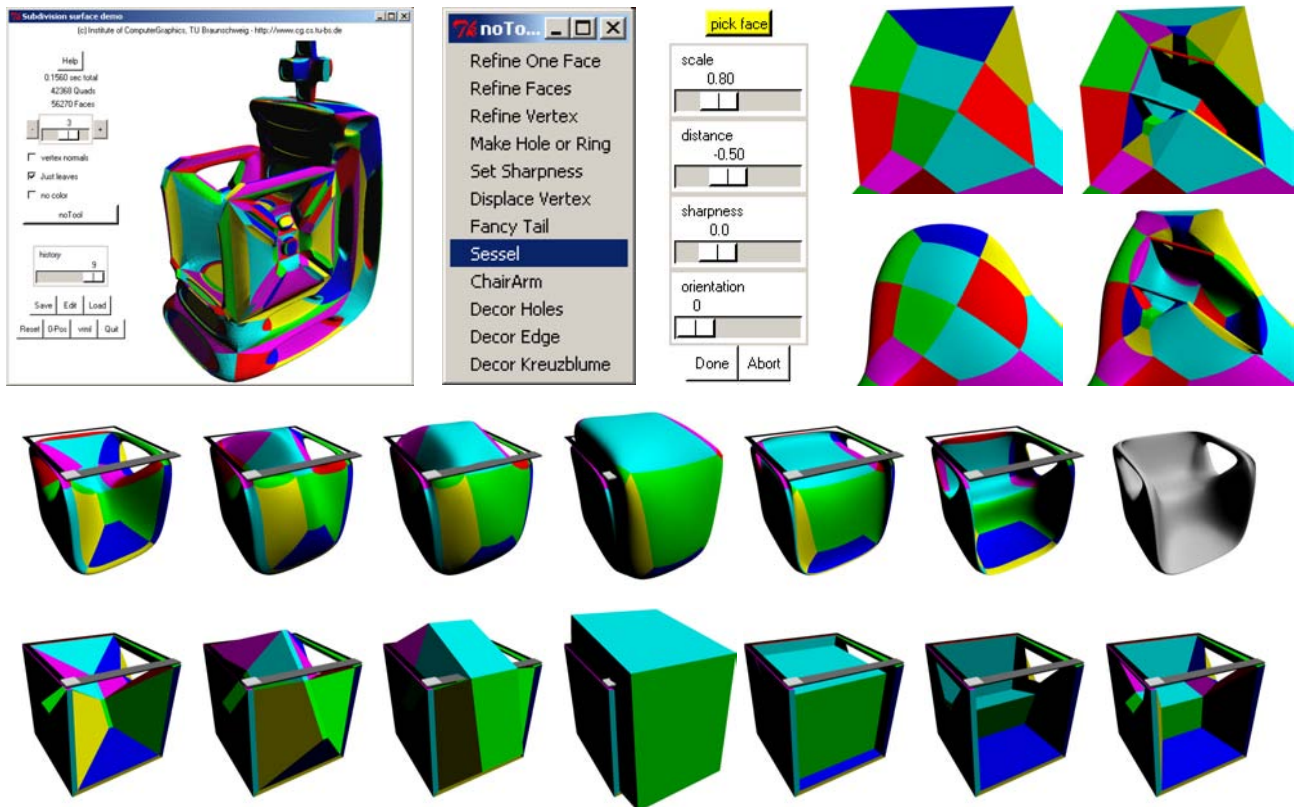 Subdivision surface demo
(c) Institute of ComputerGraphics, TU Braunschweig - http://www.cg.cs.tu-bs.de
Help
0.1560 sec total
42368 Quads
56270 Faces
3
- +
vertex normals
Just leaves
no color
noTool
history
9
Save Edit Load
Reset 0-Pos vrml Quit
noTo...
Refine One Face
Refine Faces
Refine Vertex
Make Hole or Ring
Set Sharpness
Displace Vertex
Fancy Tail
Sessel
ChairArm
Decor Holes
Decor Edge
Decor Kreuzblume
pick face
scale
0.80
distance
-0.50
sharpness
0.0
orientation
0
Done Abort